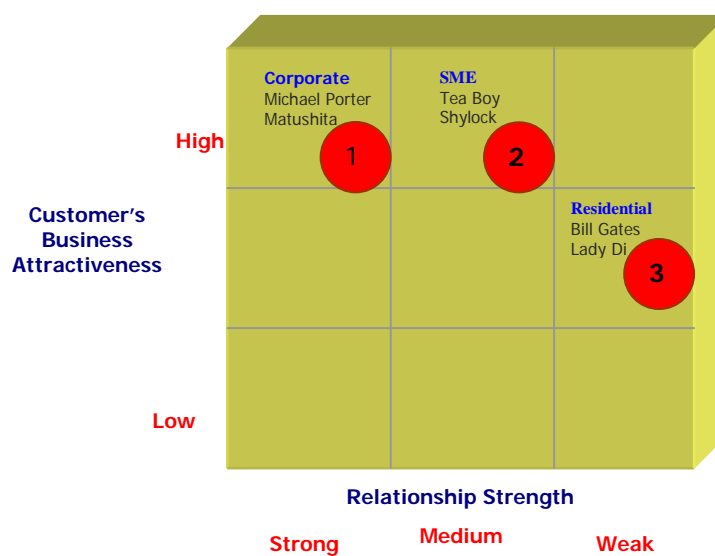 Corporate
Michael Porter
Matushita
1
SME
Tea Boy
Shylock
2
High
Residential
Bill Gates
Lady Di
3
Customer's
Business
Attractiveness
Low
Relationship Strength
Strong
Medium
Weak